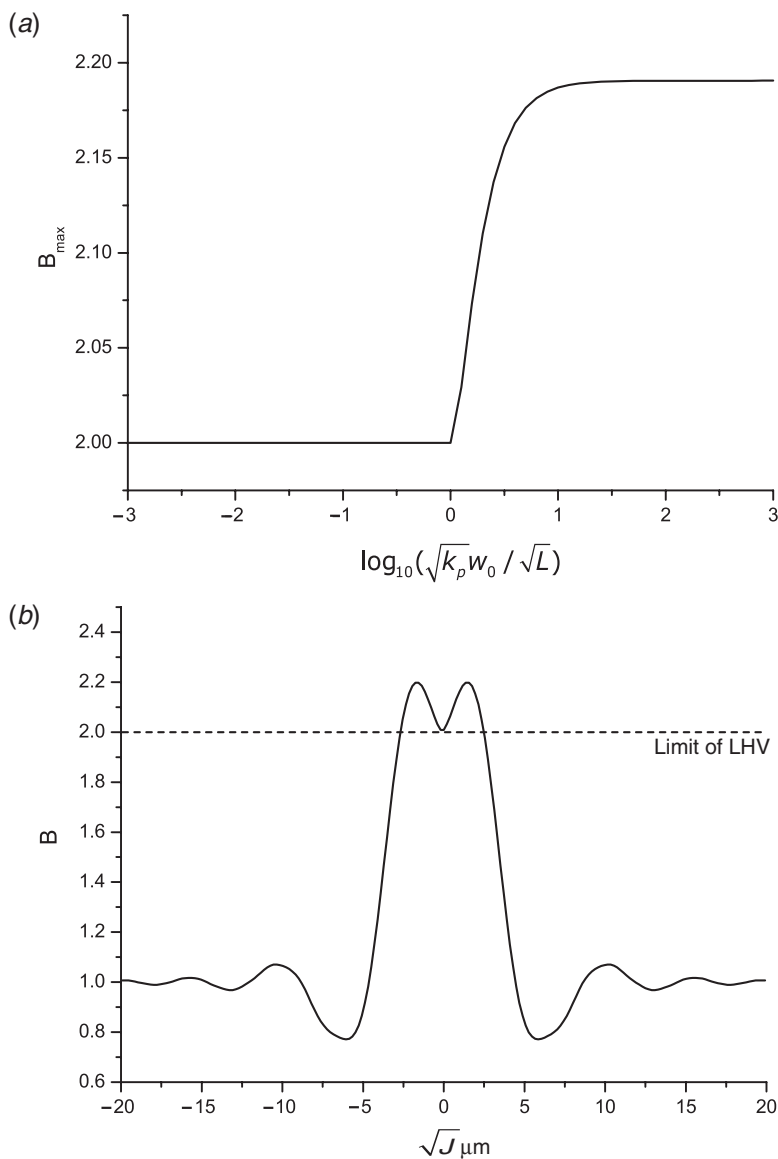 (a)
2.20
2.15
2.10
2.05
2.00
B_max
−3 −2 −1 0 1 2 3
log₁₀(√k_p w₀ / √L)
(b)
2.4
2.2
2.0
1.8
1.6
1.4
1.2
1.0
0.8
0.6
B
Limit of LHV
−20 −15 −10 −5 0 5 10 15 20
√J μm